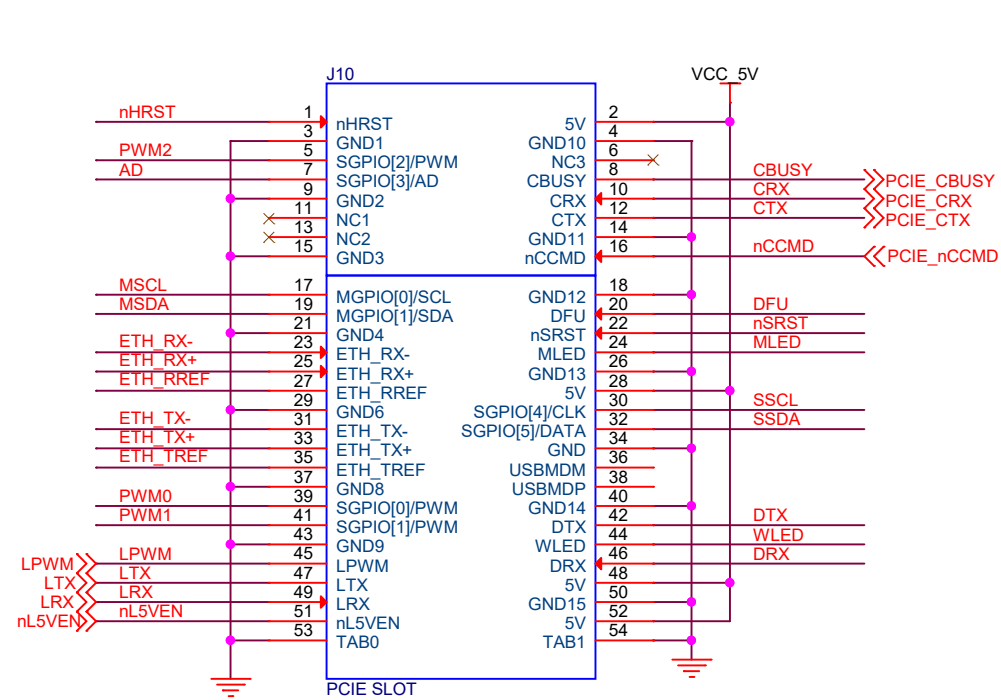 J10
VCC_5V
nHRST 1 nHRST 5V 2
3 GND1 GND10 4
PWM2 5 SGPIO[2]/PWM NC3 6
AD 7 SGPIO[3]/AD CBUSY 8 CBUSY PCIE_CBUSY
9 GND2 CRX 10 CRX PCIE_CRX
11 NC1 CTX 12 CTX PCIE_CTX
13 NC2 GND11 14
15 GND3 nCCMD 16 nCCMD PCIE_nCCMD
MSCL 17 MGPIO[0]/SCL GND12 18
MSDA 19 MGPIO[1]/SDA DFU 20 DFU
21 GND4 nSRST 22 nSRST
ETH_RX- 23 ETH_RX- MLED 24 MLED
ETH_RX+ 25 ETH_RX+ GND13 26
ETH_RREF 27 ETH_RREF 5V 28
29 GND6 SGPIO[4]/CLK 30 SSCL
ETH_TX- 31 ETH_TX- SGPIO[5]/DATA 32 SSDA
ETH_TX+ 33 ETH_TX+ GND 34
ETH_TREF 35 ETH_TREF USBMDM 36
37 GND8 USBMDP 38
PWM0 39 SGPIO[0]/PWM GND14 40
PWM1 41 SGPIO[1]/PWM DTX 42 DTX
43 GND9 WLED 44 WLED
LPWM LPWM 45 LPWM DRX 46 DRX
LTX LTX 47 LTX 5V 48
LRX LRX 49 LRX GND15 50
nL5VEN nL5VEN 51 nL5VEN 5V 52
53 TAB0 TAB1 54
PCIE SLOT